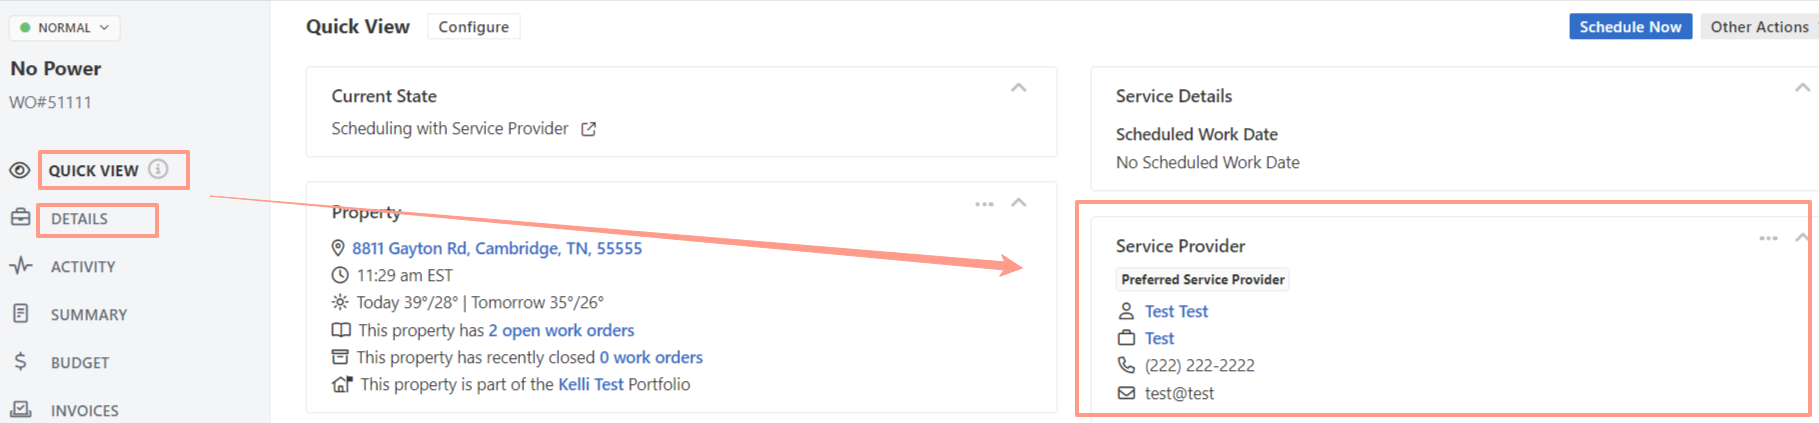 NORMAL
No Power
WO#51111
QUICK VIEW
DETAILS
ACTIVITY
SUMMARY
BUDGET
INVOICES
Quick View
Configure
Schedule Now
Other Actions
Current State
Scheduling with Service Provider
Property
8811 Gayton Rd, Cambridge, TN, 55555
11:29 am EST
Today 39°/28° | Tomorrow 35°/26°
This property has 2 open work orders
This property has recently closed 0 work orders
This property is part of the Kelli Test Portfolio
Service Details
Scheduled Work Date
No Scheduled Work Date
Service Provider
Preferred Service Provider
Test Test
Test
(222) 222-2222
test@test